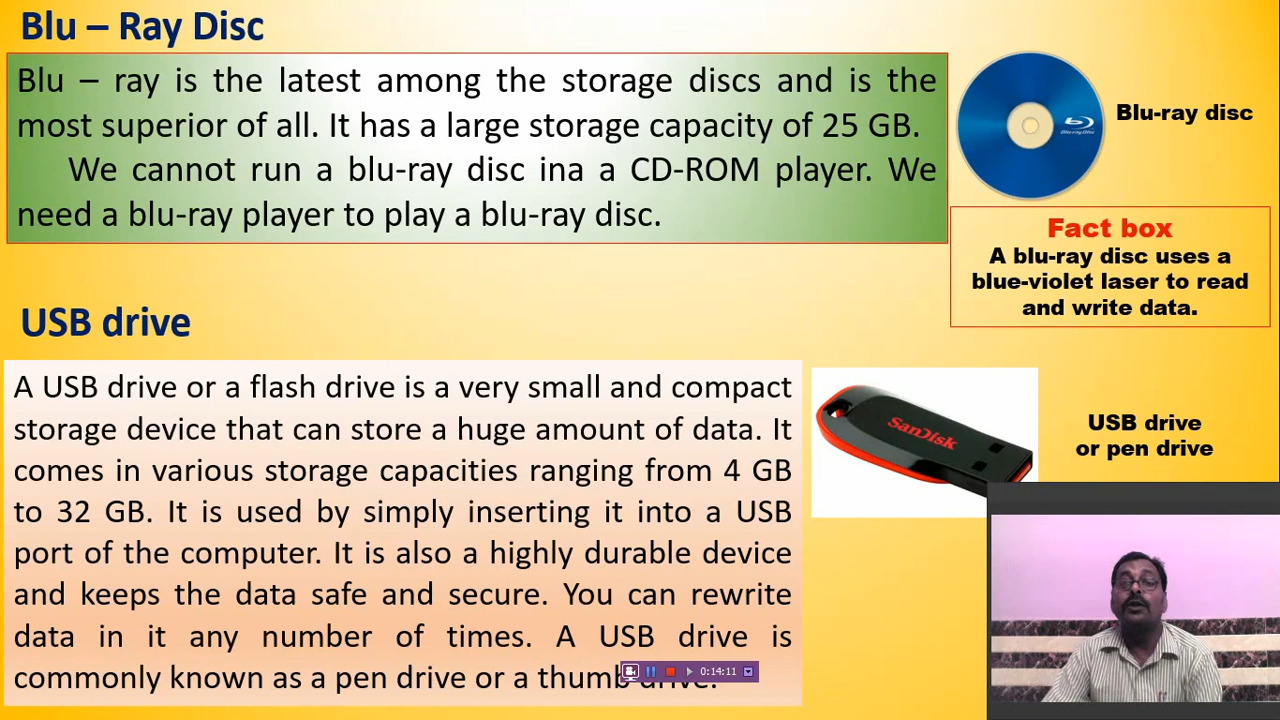 Blu – Ray Disc
Blu – ray is the latest among the storage discs and is the
most superior of all. It has a large storage capacity of 25 GB.
We cannot run a blu-ray disc ina a CD-ROM player. We
need a blu-ray player to play a blu-ray disc.
Blu-ray Disc
Blu-ray disc
Fact box
A blu-ray disc uses a
blue-violet laser to read
and write data.
USB drive
A USB drive or a flash drive is a very small and compact
storage device that can store a huge amount of data. It
comes in various storage capacities ranging from 4 GB
to 32 GB. It is used by simply inserting it into a USB
port of the computer. It is also a highly durable device
and keeps the data safe and secure. You can rewrite
data in it any number of times. A USB drive is
commonly known as a pen drive or a thumb drive.
SanDisk
USB drive
or pen drive
0:14:11